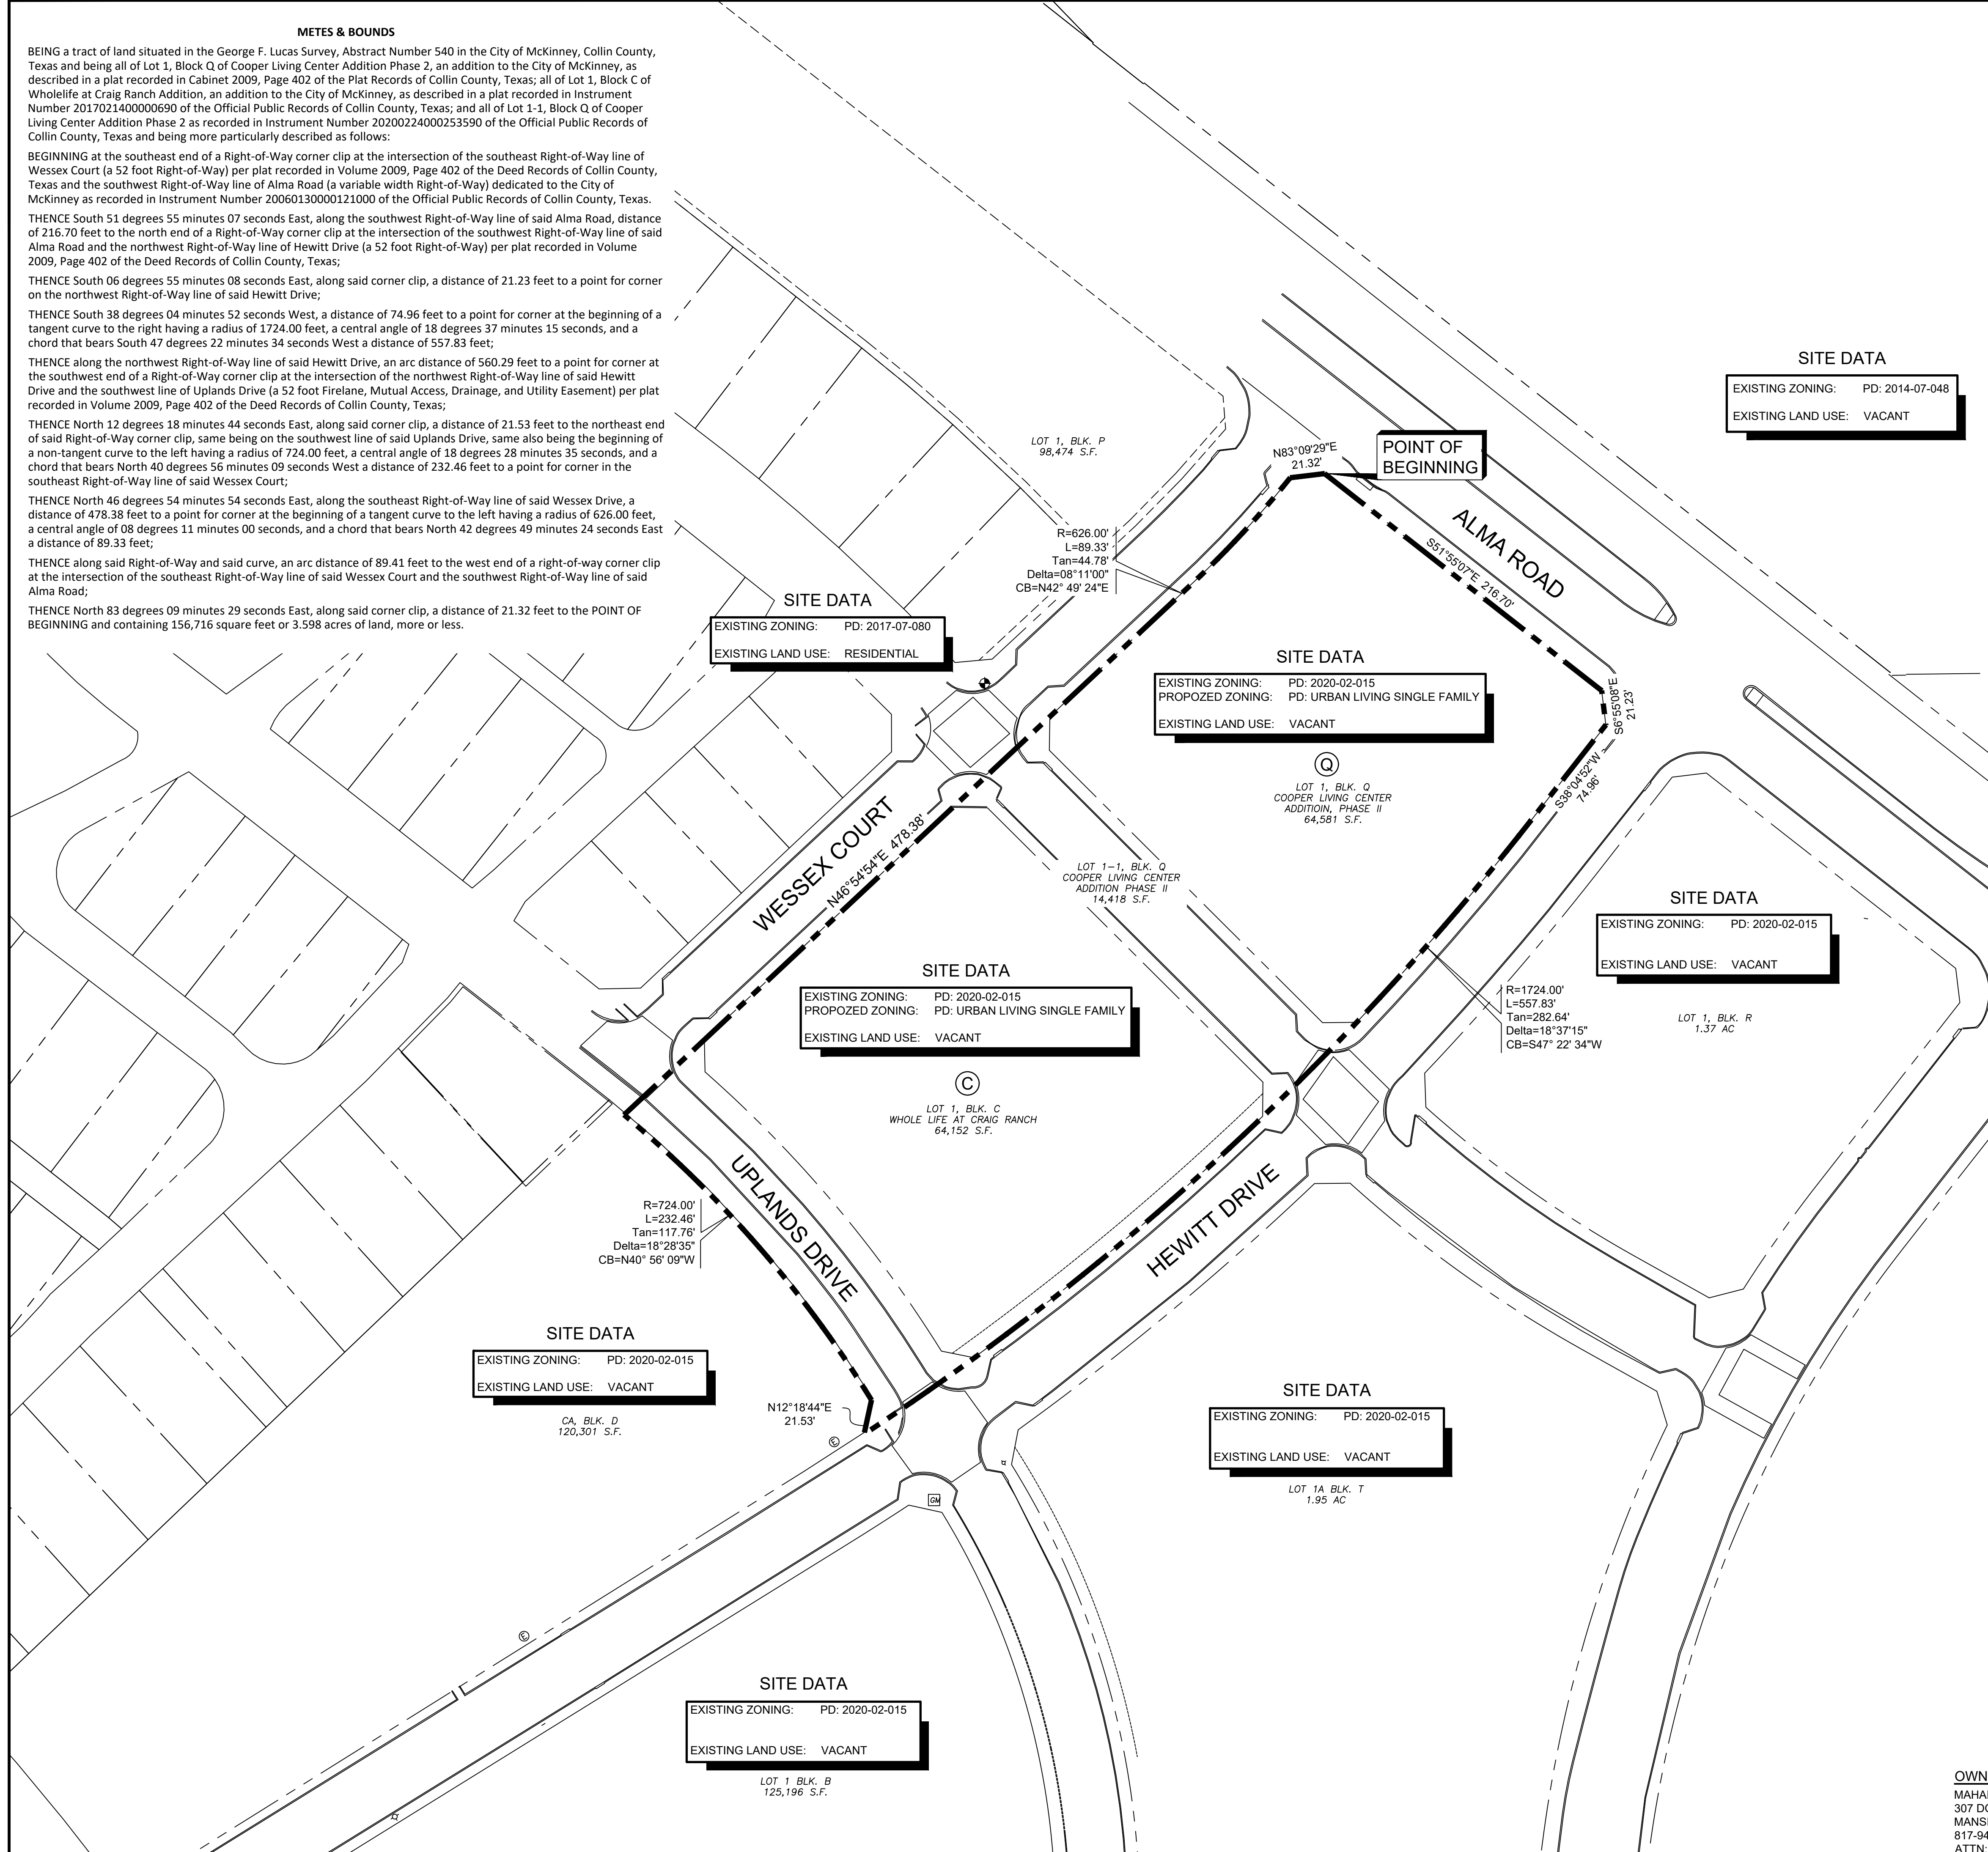 METES & BOUNDS
BEING a tract of land situated in the George F. Lucas Survey, Abstract Number 540 in the City of McKinney, Collin County,
Texas and being all of Lot 1, Block Q of Cooper Living Center Addition Phase 2, an addition to the City of McKinney, as
described in a plat recorded in Cabinet 2009, Page 402 of the Plat Records of Collin County, Texas; all of Lot 1, Block C of
Wholelife at Craig Ranch Addition, an addition to the City of McKinney, as described in a plat recorded in Instrument
Number 2017021400000690 of the Official Public Records of Collin County, Texas; and all of Lot 1-1, Block Q of Cooper
Living Center Addition Phase 2 as recorded in Instrument Number 20200224000253590 of the Official Public Records of
Collin County, Texas and being more particularly described as follows:
BEGINNING at the southeast end of a Right-of-Way corner clip at the intersection of the southeast Right-of-Way line of
Wessex Court (a 52 foot Right-of-Way) per plat recorded in Volume 2009, Page 402 of the Deed Records of Collin County,
Texas and the southwest Right-of-Way line of Alma Road (a variable width Right-of-Way) dedicated to the City of
McKinney as recorded in Instrument Number 20060130000121000 of the Official Public Records of Collin County, Texas.
THENCE South 51 degrees 55 minutes 07 seconds East, along the southwest Right-of-Way line of said Alma Road, distance
of 216.70 feet to the north end of a Right-of-Way corner clip at the intersection of the southwest Right-of-Way line of said
Alma Road and the northwest Right-of-Way line of Hewitt Drive (a 52 foot Right-of-Way) per plat recorded in Volume
2009, Page 402 of the Deed Records of Collin County, Texas;
THENCE South 06 degrees 55 minutes 08 seconds East, along said corner clip, a distance of 21.23 feet to a point for corner
on the northwest Right-of-Way line of said Hewitt Drive;
THENCE South 38 degrees 04 minutes 52 seconds West, a distance of 74.96 feet to a point for corner at the beginning of a
tangent curve to the right having a radius of 1724.00 feet, a central angle of 18 degrees 37 minutes 15 seconds, and a
chord that bears South 47 degrees 22 minutes 34 seconds West a distance of 557.83 feet;
THENCE along the northwest Right-of-Way line of said Hewitt Drive, an arc distance of 560.29 feet to a point for corner at
the southwest end of a Right-of-Way corner clip at the intersection of the northwest Right-of-Way line of said Hewitt
Drive and the southwest line of Uplands Drive (a 52 foot Firelane, Mutual Access, Drainage, and Utility Easement) per plat
recorded in Volume 2009, Page 402 of the Deed Records of Collin County, Texas;
THENCE North 12 degrees 18 minutes 44 seconds East, along said corner clip, a distance of 21.53 feet to the northeast end
of said Right-of-Way corner clip, same being on the southwest line of said Uplands Drive, same also being the beginning of
a non-tangent curve to the left having a radius of 724.00 feet, a central angle of 18 degrees 28 minutes 35 seconds, and a
chord that bears North 40 degrees 56 minutes 09 seconds West a distance of 232.46 feet to a point for corner in the
southeast Right-of-Way line of said Wessex Court;
THENCE North 46 degrees 54 minutes 54 seconds East, along the southeast Right-of-Way line of said Wessex Drive, a
distance of 478.38 feet to a point for corner at the beginning of a tangent curve to the left having a radius of 626.00 feet,
a central angle of 08 degrees 11 minutes 00 seconds, and a chord that bears North 42 degrees 49 minutes 24 seconds East
a distance of 89.33 feet;
THENCE along said Right-of-Way and said curve, an arc distance of 89.41 feet to the west end of a right-of-way corner clip
at the intersection of the southeast Right-of-Way line of said Wessex Court and the southwest Right-of-Way line of said
Alma Road;
THENCE North 83 degrees 09 minutes 29 seconds East, along said corner clip, a distance of 21.32 feet to the POINT OF
BEGINNING and containing 156,716 square feet or 3.598 acres of land, more or less.
SITE DATA
EXISTING ZONING: PD: 2014-07-048
EXISTING LAND USE: VACANT
LOT 1, BLK. P
98,474 S.F.
N83°09'29"E
21.32'
POINT OF
BEGINNING
ALMA ROAD
S51°55'07"E 216.70'
R=626.00'
L=89.33'
Tan=44.78'
Delta=08°11'00"
CB=N42° 49' 24"E
SITE DATA
EXISTING ZONING: PD: 2017-07-080
EXISTING LAND USE: RESIDENTIAL
SITE DATA
EXISTING ZONING: PD: 2020-02-015
PROPOZED ZONING: PD: URBAN LIVING SINGLE FAMILY
EXISTING LAND USE: VACANT
S6°55'08"E
21.23'
Q
LOT 1, BLK. Q
COOPER LIVING CENTER
ADDITIOIN, PHASE II
64,581 S.F.
S38°04'52"W
74.96'
WESSEX COURT
N46°54'54"E 478.38'
LOT 1-1, BLK. Q
COOPER LIVING CENTER
ADDITION PHASE II
14,418 S.F.
SITE DATA
EXISTING ZONING: PD: 2020-02-015
EXISTING LAND USE: VACANT
LOT 1, BLK. R
1.37 AC
SITE DATA
EXISTING ZONING: PD: 2020-02-015
PROPOZED ZONING: PD: URBAN LIVING SINGLE FAMILY
EXISTING LAND USE: VACANT
R=1724.00'
L=557.83'
Tan=282.64'
Delta=18°37'15"
CB=S47° 22' 34"W
C
LOT 1, BLK. C
WHOLE LIFE AT CRAIG RANCH
64,152 S.F.
UPLANDS DRIVE
HEWITT DRIVE
R=724.00'
L=232.46'
Tan=117.76'
Delta=18°28'35"
CB=N40° 56' 09"W
SITE DATA
EXISTING ZONING: PD: 2020-02-015
EXISTING LAND USE: VACANT
CA, BLK. D
120,301 S.F.
N12°18'44"E
21.53'
E
SITE DATA
EXISTING ZONING: PD: 2020-02-015
EXISTING LAND USE: VACANT
LOT 1A BLK. T
1.95 AC
GM
E
SITE DATA
EXISTING ZONING: PD: 2020-02-015
EXISTING LAND USE: VACANT
LOT 1 BLK. B
125,196 S.F.
OWN
MAHA
307 D
MANS
817-94
ATTN: